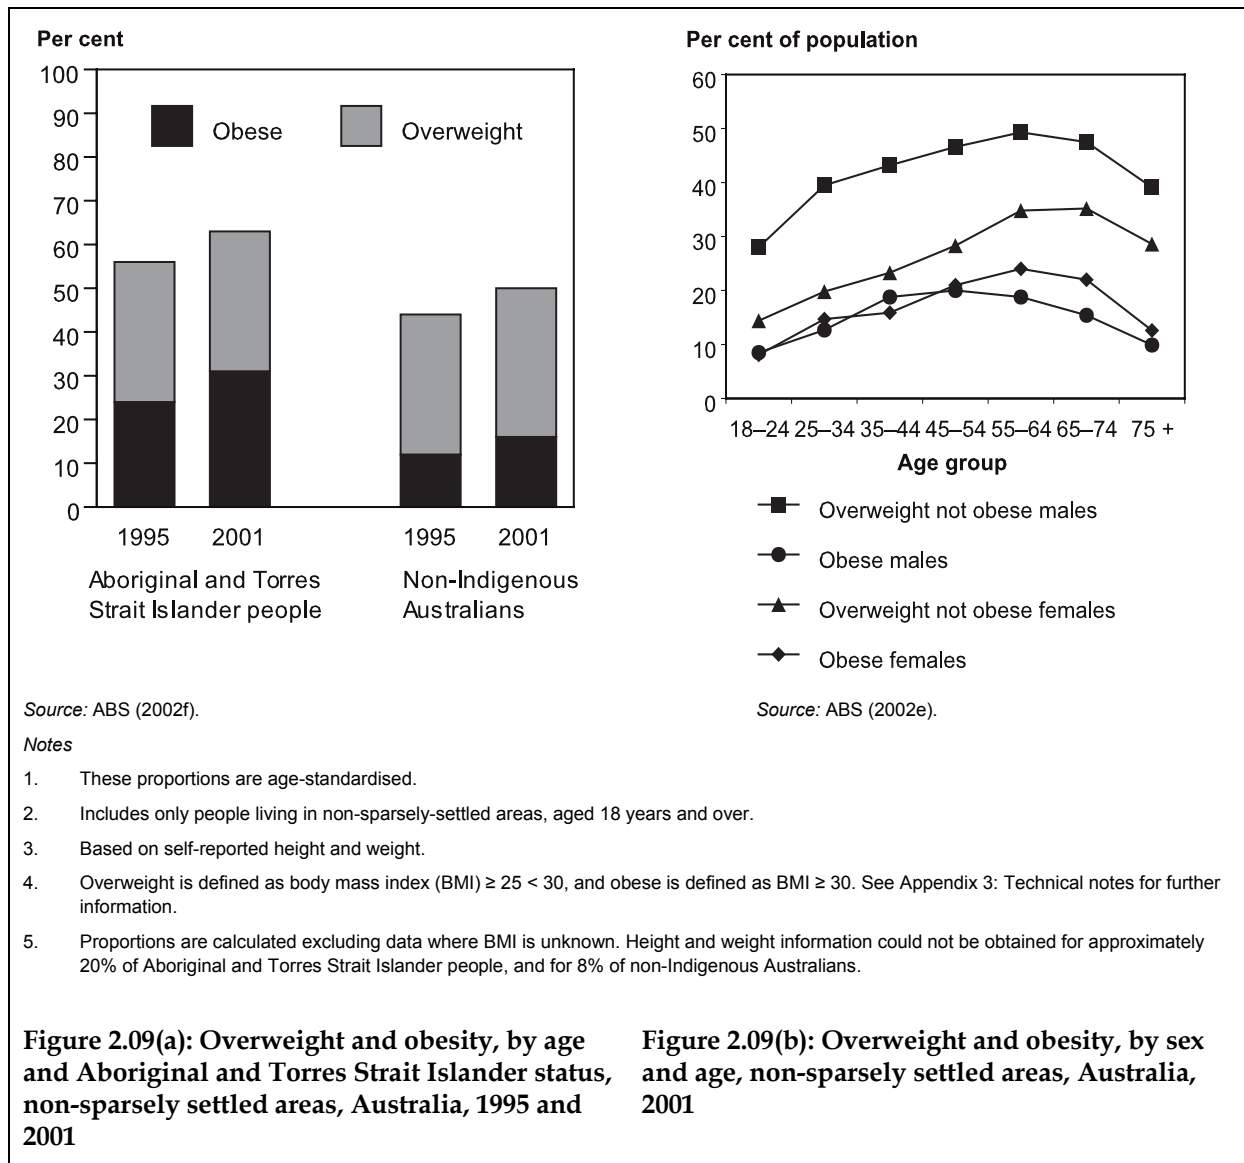 Per cent
100
90
80
70
60
50
40
30
20
10
0
Obese
Overweight
1995
2001
1995
2001
Aboriginal and Torres
Strait Islander people
Non-Indigenous
Australians
Per cent of population
60
50
40
30
20
10
0
18–24 25–34 35–44 45–54 55–64 65–74 75 +
Age group
Overweight not obese males
Obese males
Overweight not obese females
Obese females
Source: ABS (2002f).
Source: ABS (2002e).
Notes
1. These proportions are age-standardised.
2. Includes only people living in non-sparsely-settled areas, aged 18 years and over.
3. Based on self-reported height and weight.
4. Overweight is defined as body mass index (BMI) ≥ 25 < 30, and obese is defined as BMI ≥ 30. See Appendix 3: Technical notes for further
information.
5. Proportions are calculated excluding data where BMI is unknown. Height and weight information could not be obtained for approximately
20% of Aboriginal and Torres Strait Islander people, and for 8% of non-Indigenous Australians.
Figure 2.09(a): Overweight and obesity, by age
and Aboriginal and Torres Strait Islander status,
non-sparsely settled areas, Australia, 1995 and
2001
Figure 2.09(b): Overweight and obesity, by sex
and age, non-sparsely settled areas, Australia,
2001